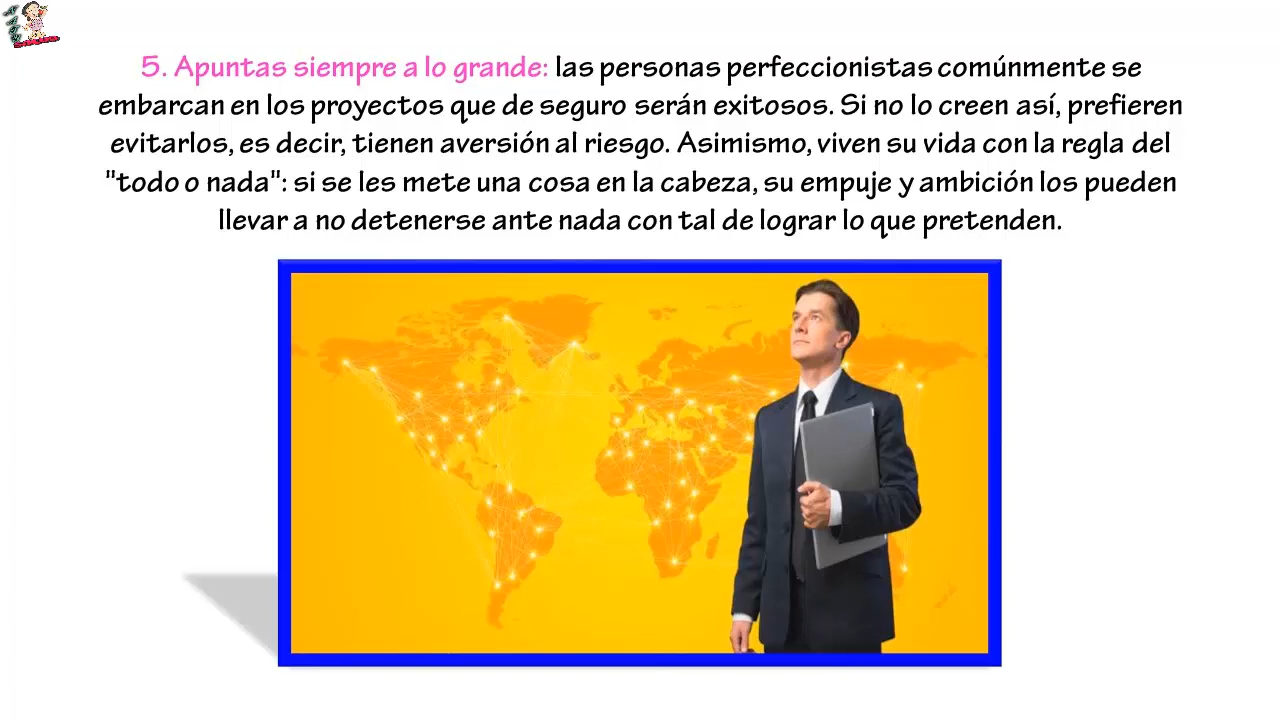 5. Apuntas siempre a lo grande: las personas perfeccionistas comúnmente se
embarcan en los proyectos que de seguro serán exitosos. Si no lo creen así, prefieren
evitarlos, es decir, tienen aversión al riesgo. Asimismo, viven su vida con la regla del
"todo o nada": si se les mete una cosa en la cabeza, su empuje y ambición los pueden
llevar a no detenerse ante nada con tal de lograr lo que pretenden.